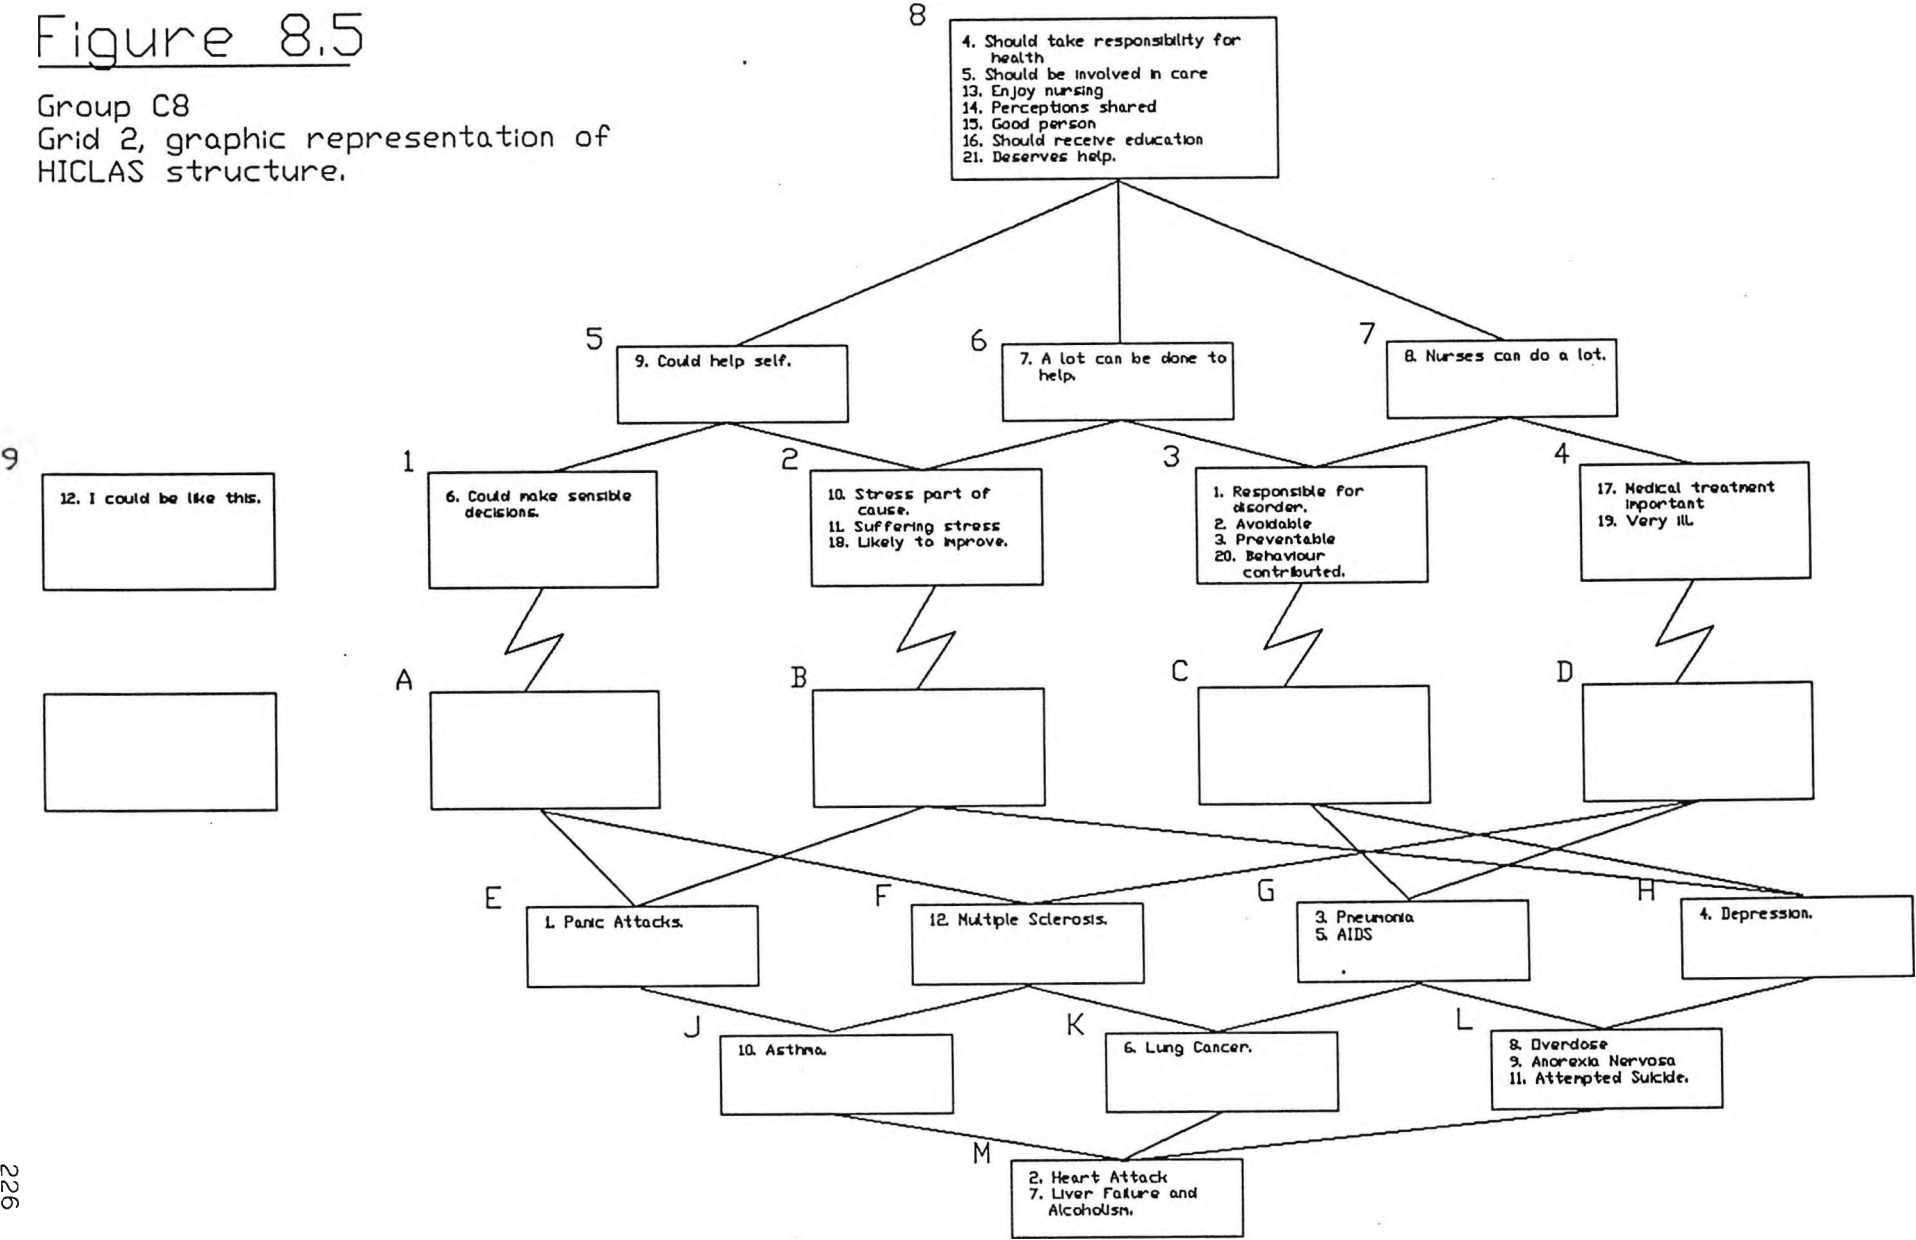 Figure 8.5
Group C8
Grid 2, graphic representation of
HICLAS structure.
8
4. Should take responsibility for
health
5. Should be involved in care
13. Enjoy nursing
14. Perceptions shared
15. Good person
16. Should receive education
21. Deserves help.
5
9. Could help self.
6
7. A lot can be done to
help.
7
8. Nurses can do a lot.
9
12. I could be like this.
1
6. Could make sensible
decisions.
2
10. Stress part of
cause.
11. Suffering stress
18. Likely to improve.
3
1. Responsible for
disorder.
2. Avoidable
3. Preventable
20. Behaviour
contributed.
4
17. Medical treatment
important
19. Very ill.
A
B
C
D
E
1. Panic Attacks.
F
12. Multiple Sclerosis.
G
3. Pneumonia
5. AIDS
H
4. Depression.
J
10. Asthma.
K
6. Lung Cancer.
L
8. Overdose
9. Anorexia Nervosa
11. Attempted Suicide.
M
2. Heart Attack
7. Liver Failure and
Alcoholism.
226